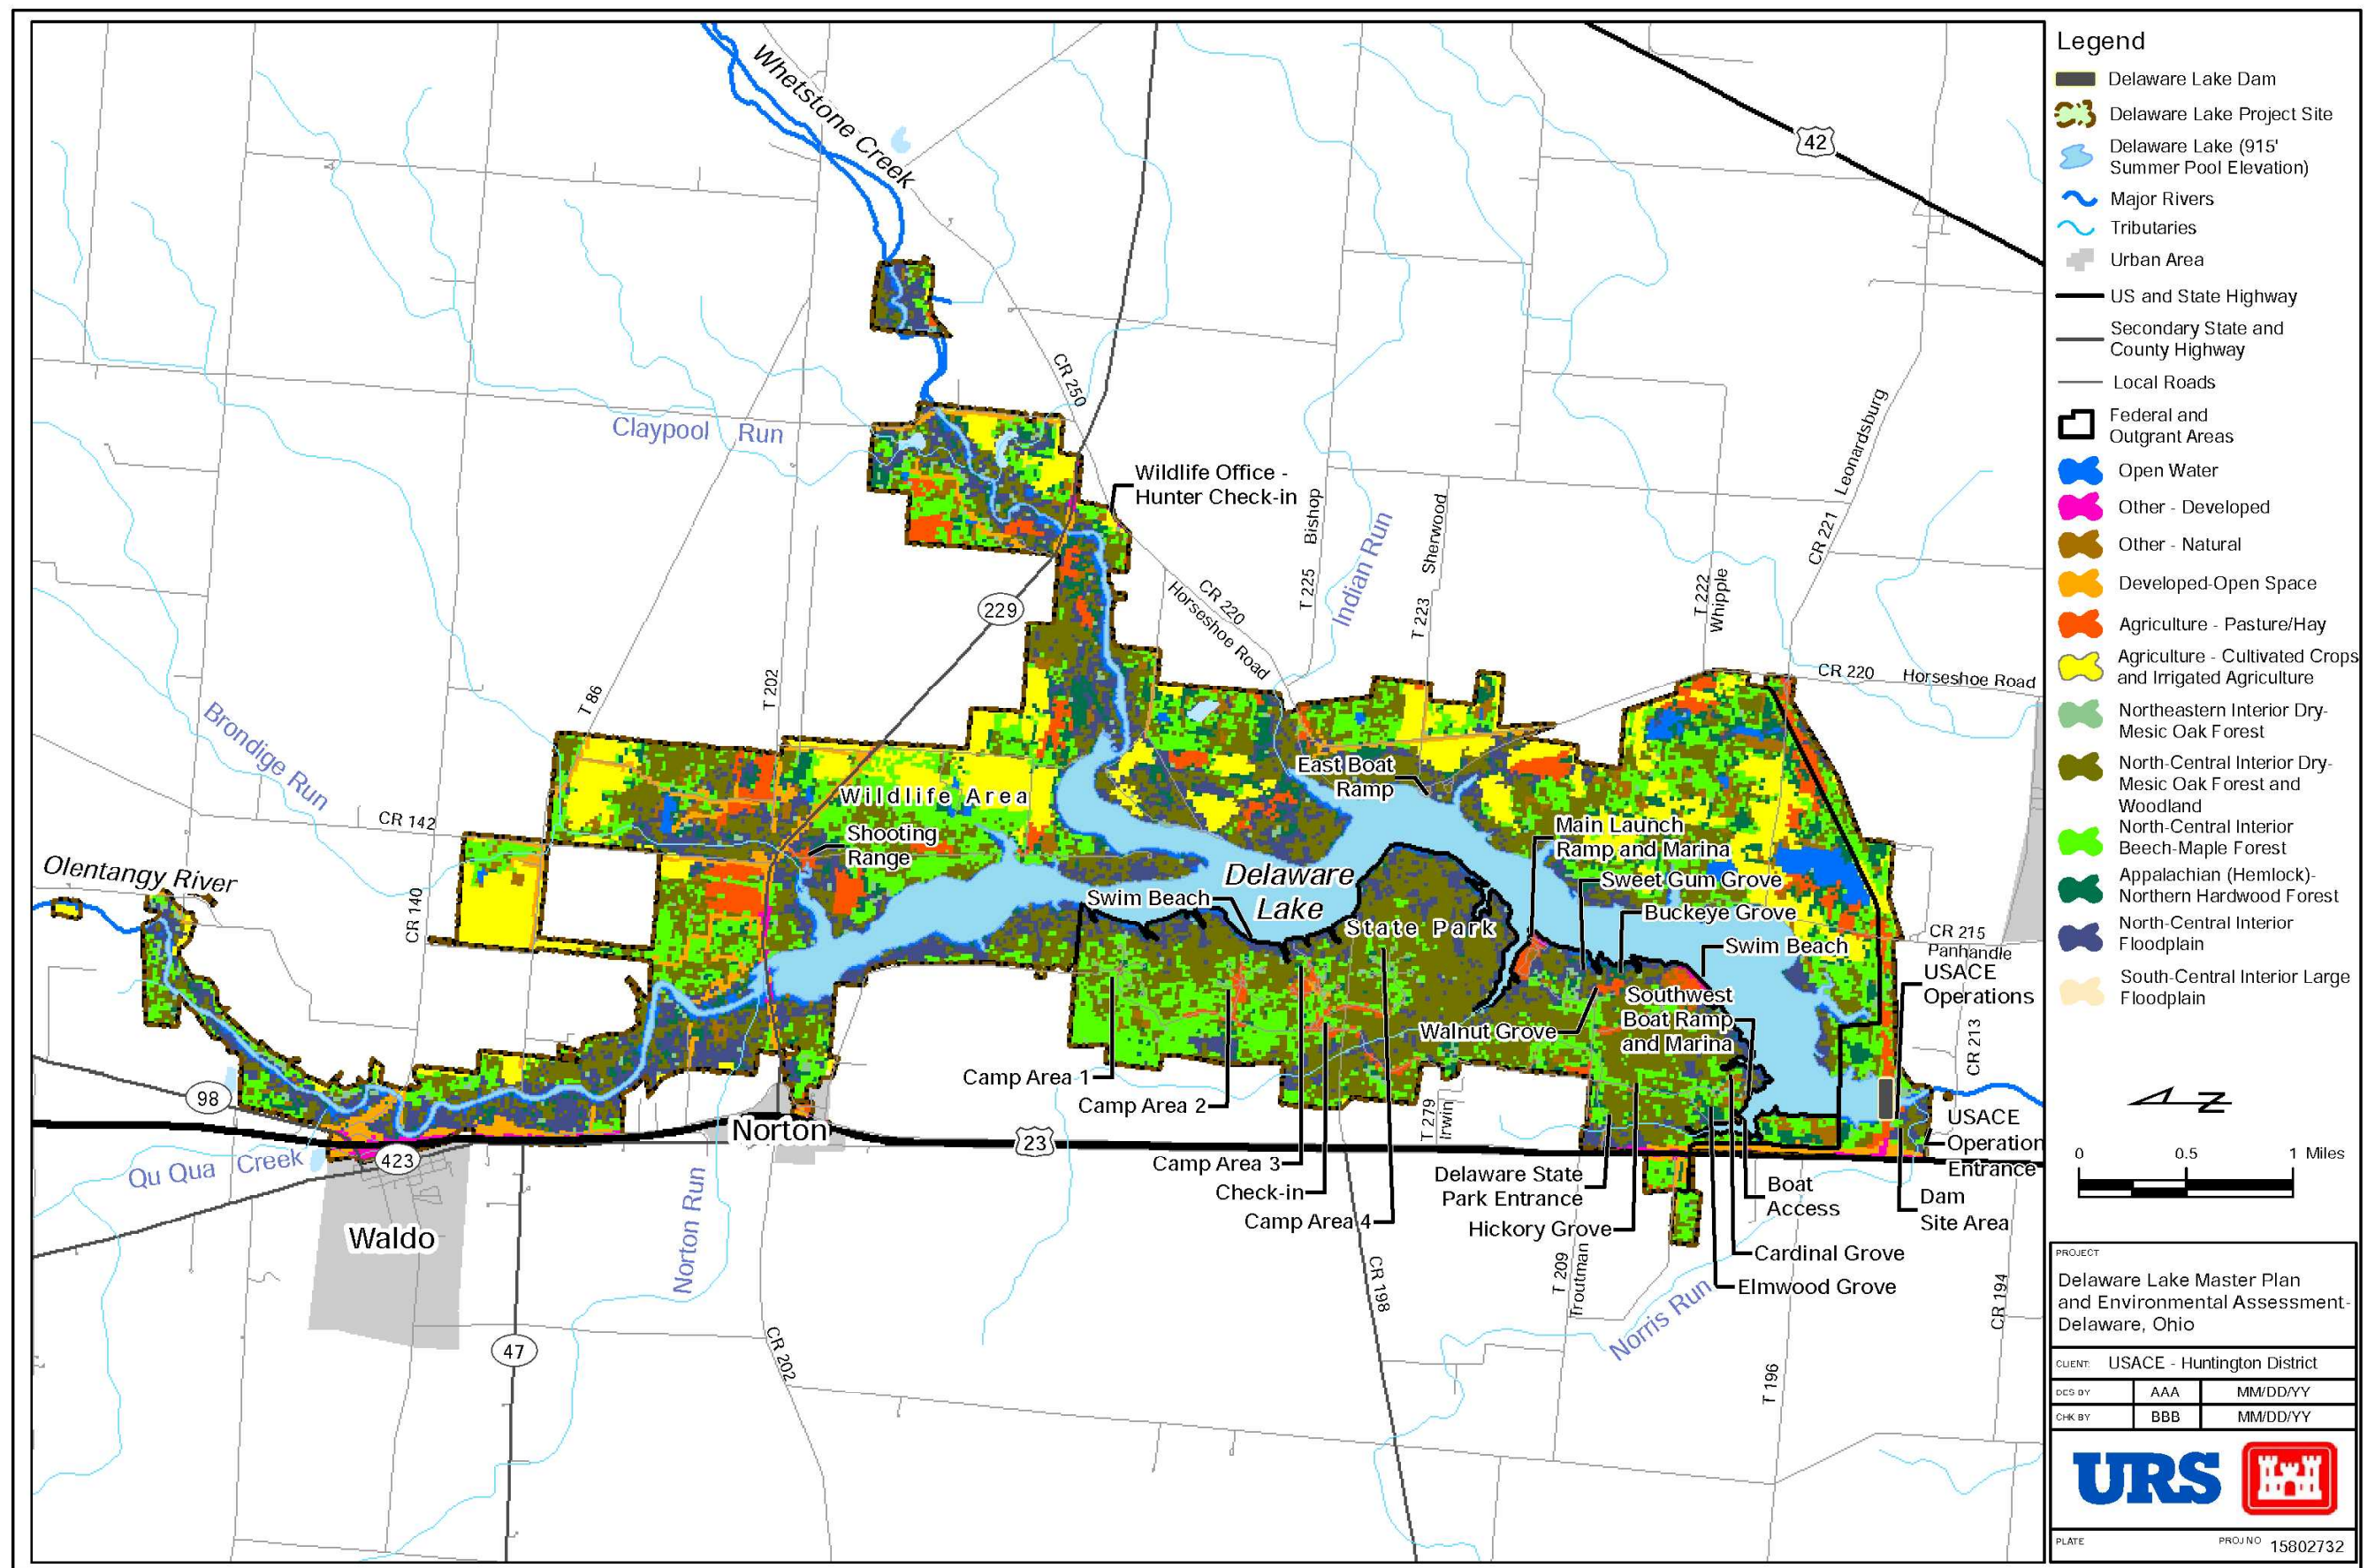 Whetstone Creek
42
Claypool Run
CR 250
Wildlife Office -
Hunter Check-in
T 225 Bishop
Indian Run
T 223 Sherwood
T 222
Whipple
CR 221 Leonardsburg
229
CR 220
Horseshoe Road
CR 220 Horseshoe Road
T 86
T 202
Brondige Run
CR 142
CR 140
Olentangy River
Wildlife Area
Shooting
Range
East Boat
Ramp
Main Launch
Ramp and Marina
Delaware
Lake
Swim Beach
Sweet Gum Grove
Buckeye Grove
State Park
Swim Beach
CR 215
Panhandle
USACE
Operations
Southwest
Boat Ramp
and Marina
Walnut Grove
CR 213
Camp Area 1
Camp Area 2
98
T 279
Irwin
USACE
Operation
Entrance
Norton
23
423
Qu Qua Creek
Camp Area 3
Check-in
Camp Area 4
Delaware State
Park Entrance
Hickory Grove
Boat
Access
Dam
Site Area
Waldo
Norton Run
Cardinal Grove
Elmwood Grove
T 209
Troutman
Norris Run
CR 198
CR 194
47
CR 202
T 196
Legend
Delaware Lake Dam
Delaware Lake Project Site
Delaware Lake (915'
Summer Pool Elevation)
Major Rivers
Tributaries
Urban Area
US and State Highway
Secondary State and
County Highway
Local Roads
Federal and
Outgrant Areas
Open Water
Other - Developed
Other - Natural
Developed-Open Space
Agriculture - Pasture/Hay
Agriculture - Cultivated Crops
and Irrigated Agriculture
Northeastern Interior Dry-
Mesic Oak Forest
North-Central Interior Dry-
Mesic Oak Forest and
Woodland
North-Central Interior
Beech-Maple Forest
Appalachian (Hemlock)-
Northern Hardwood Forest
North-Central Interior
Floodplain
South-Central Interior Large
Floodplain
N
0 0.5 1 Miles
PROJECT
Delaware Lake Master Plan
and Environmental Assessment-
Delaware, Ohio
CLIENT: USACE - Huntington District
DES BY AAA MM/DD/YY
CHK BY BBB MM/DD/YY
URS
PLATE PROJ NO 15802732